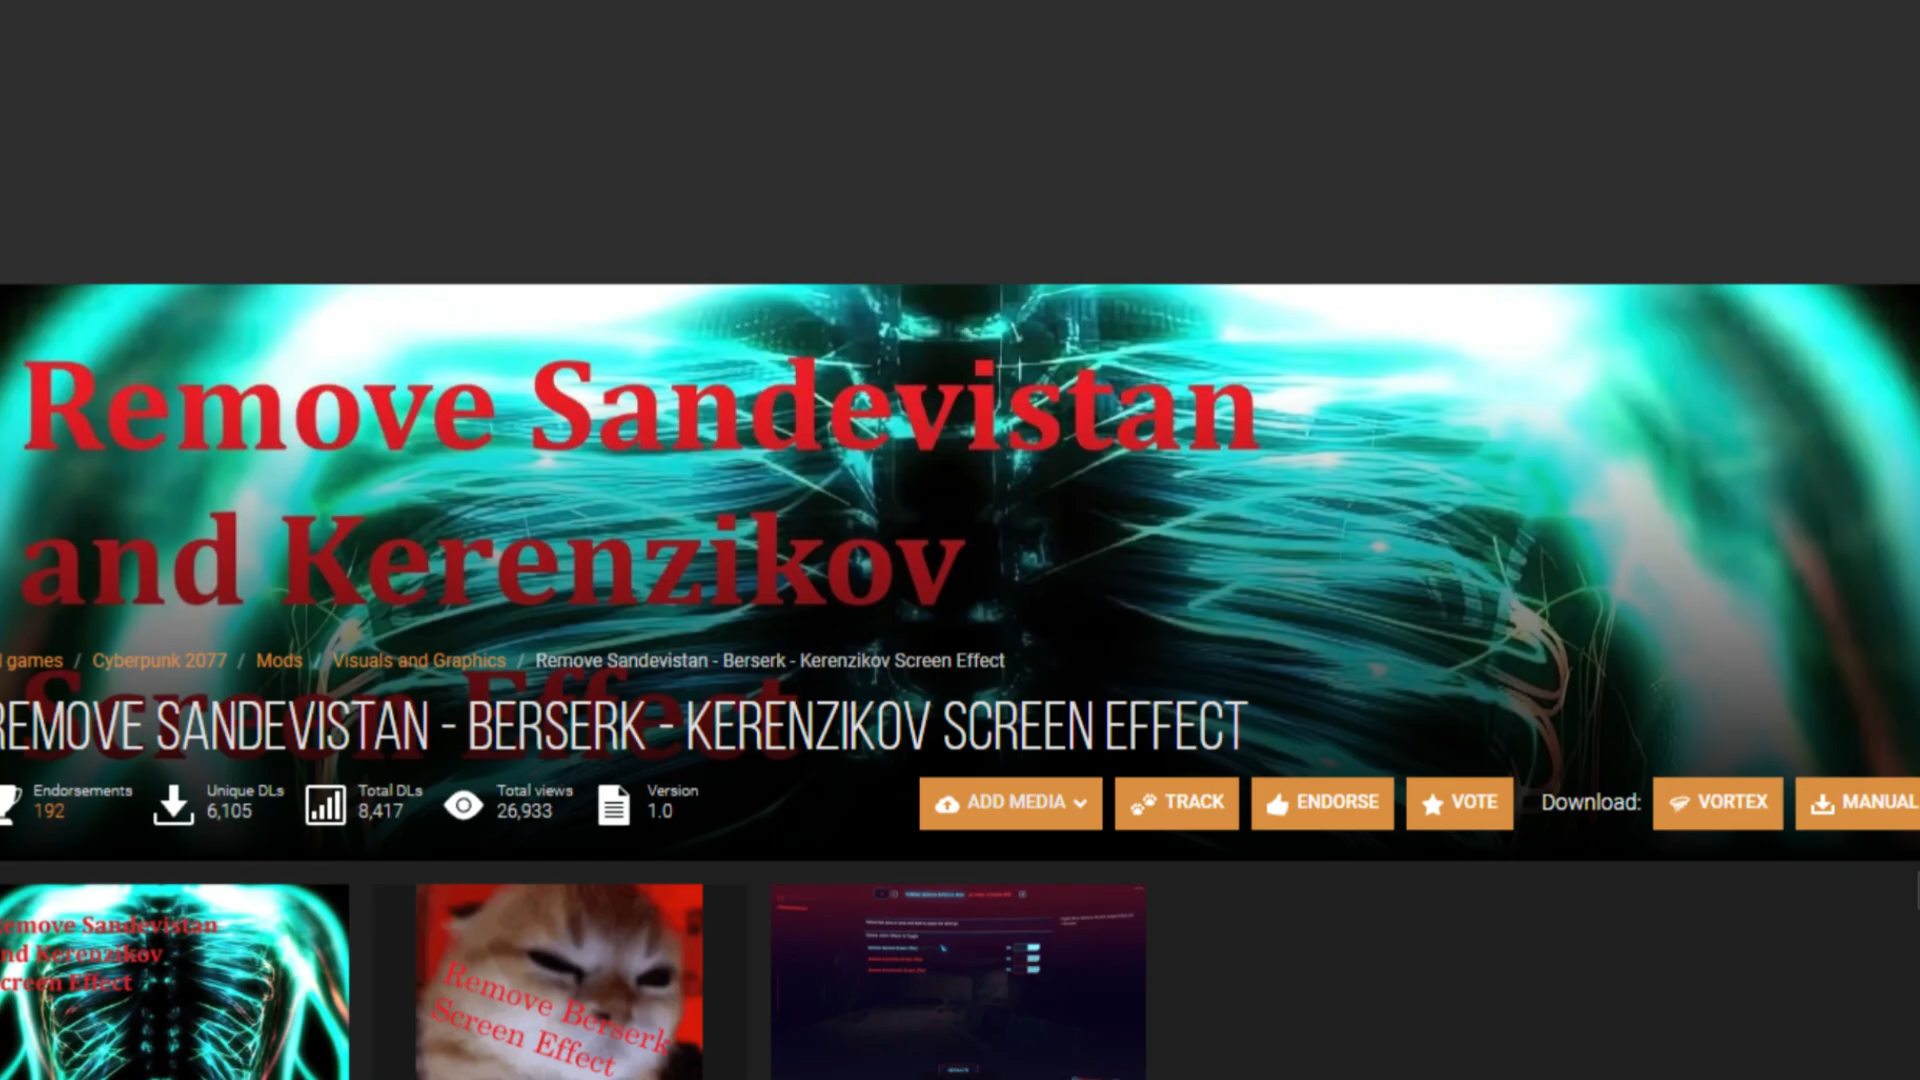 Remove Sandevistan
and Kerenzikov
games / Cyberpunk 2077 / Mods / Visuals and Graphics / Remove Sandevistan - Berserk - Kerenzikov Screen Effect
Screen Effect
REMOVE SANDEVISTAN - BERSERK - KERENZIKOV SCREEN EFFECT
Endorsements
192
Unique DLs
6,105
Total DLs
8,417
Total views
26,933
Version
1.0
ADD MEDIA
TRACK
ENDORSE
VOTE
Download:
VORTEX
MANUAL
emove Sandevistan
nd Kerenzikov
creen Effect
Remove Berserk
Screen Effect